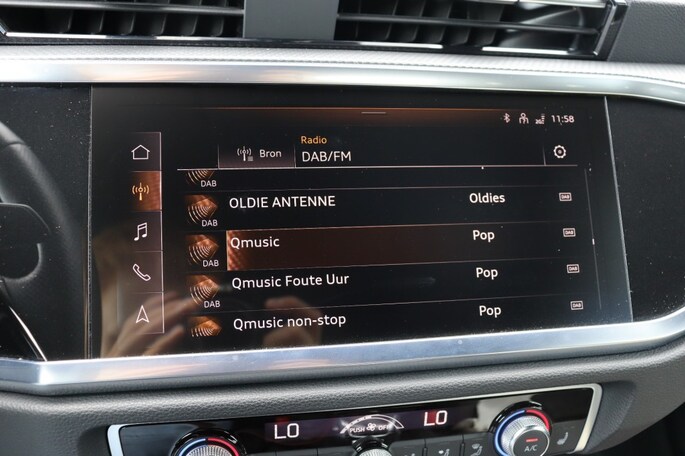 11:58
Radio
Bron DAB/FM
DAB
OLDIE ANTENNE Oldies DAB
DAB
Qmusic Pop DAB
DAB
Qmusic Foute Uur Pop DAB
DAB
Qmusic non-stop Pop DAB
LO PUSH OFF LO
A/C